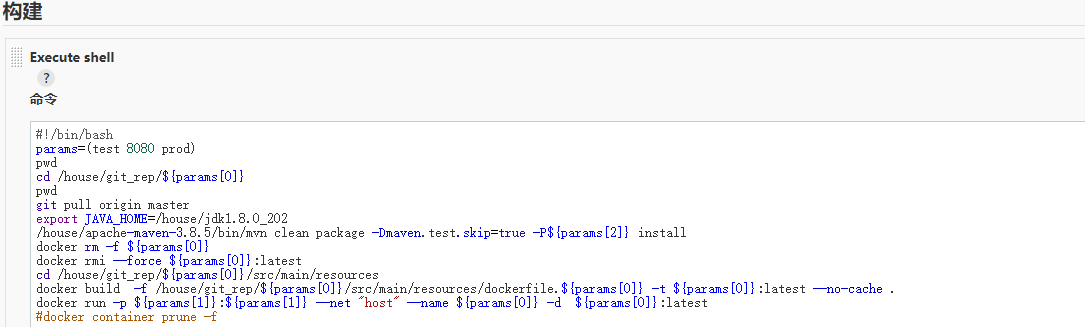 构建
Execute shell
?
命令
#!/bin/bash
params=(test 8080 prod)
pwd
cd /house/git_rep/${params[0]}
pwd
git pull origin master
export JAVA_HOME=/house/jdk1.8.0_202
/house/apache-maven-3.8.5/bin/mvn clean package -Dmaven.test.skip=true -P${params[2]} install
docker rm -f ${params[0]}
docker rmi --force ${params[0]}:latest
cd /house/git_rep/${params[0]}/src/main/resources
docker build  -f /house/git_rep/${params[0]}/src/main/resources/dockerfile.${params[0]} -t ${params[0]}:latest --no-cache .
docker run -p ${params[1]}:${params[1]} --net "host" --name ${params[0]} -d  ${params[0]}:latest
#docker container prune -f